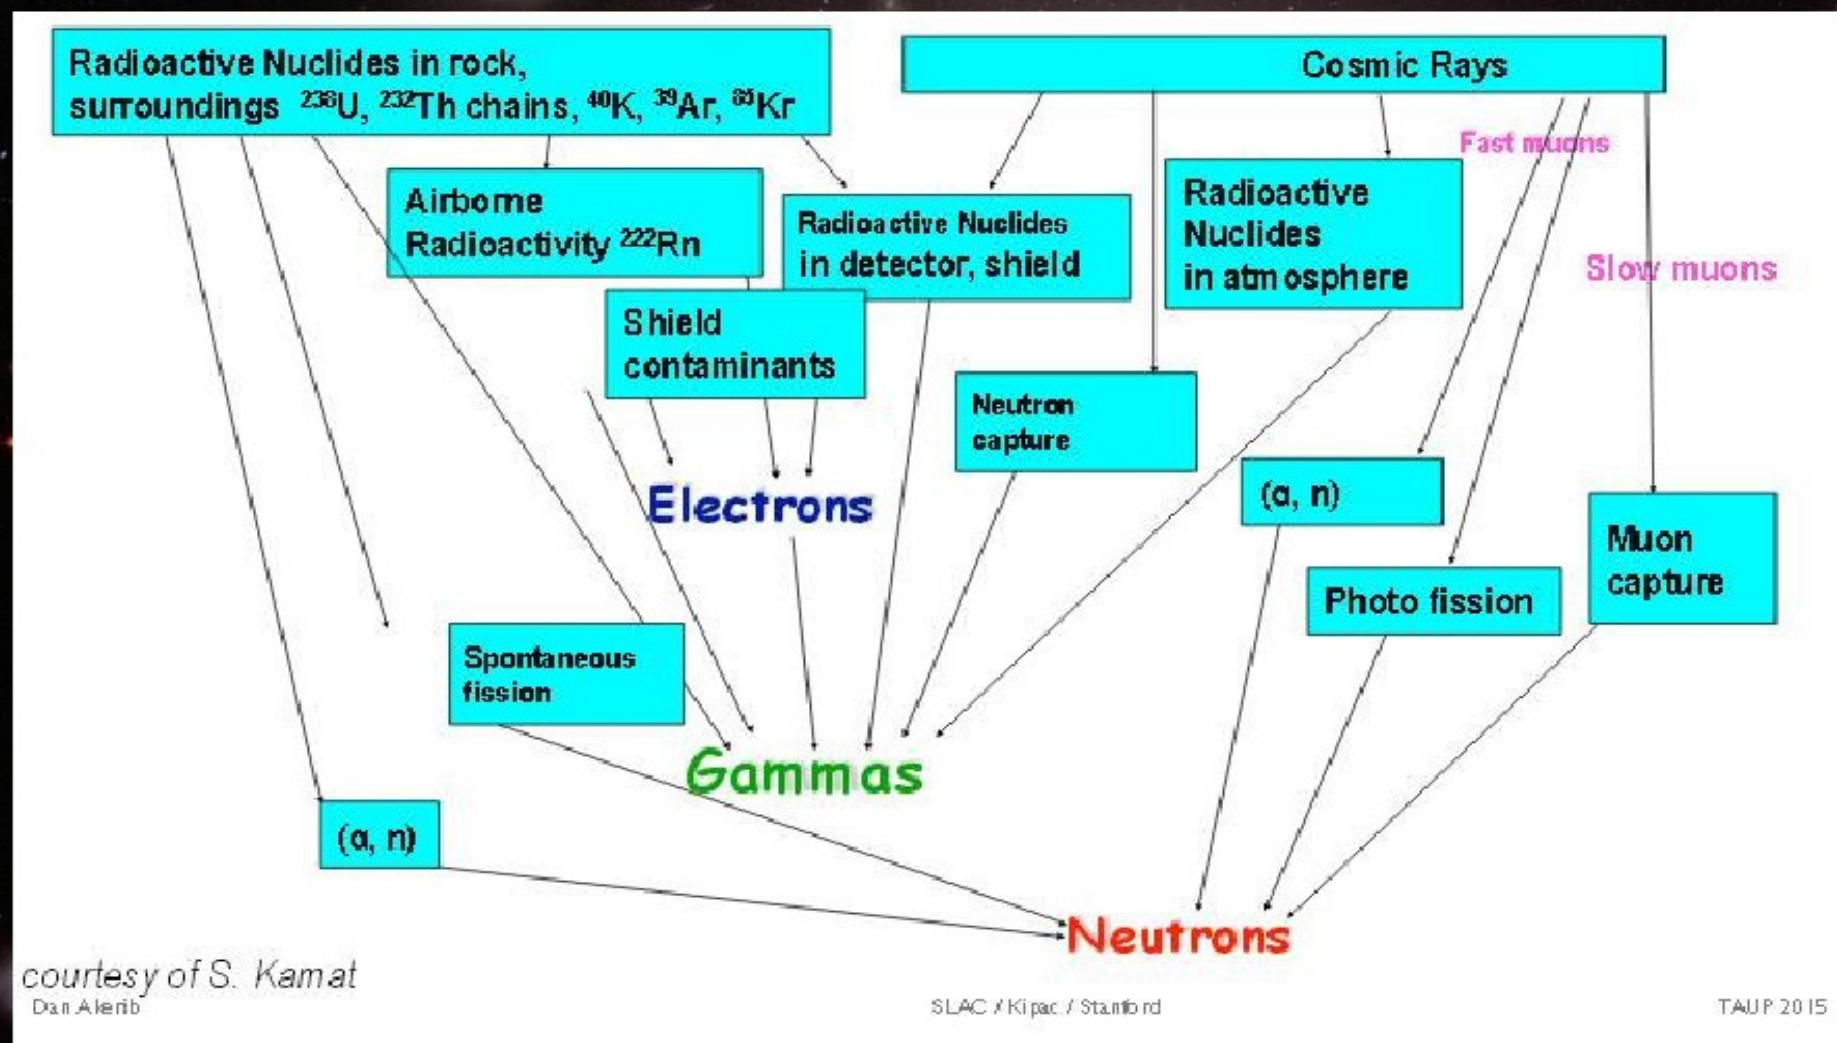 Radioactive Nuclides in rock,
surroundings ²³⁸U, ²³²Th chains, ⁴⁰K, ³⁹Ar, ⁸⁵Kr
Cosmic Rays
Fast muons
Airborne
Radioactivity ²²²Rn
Radioactive Nuclides
in detector, shield
Radioactive
Nuclides
in atmosphere
Slow muons
Shield
contaminants
Neutron
capture
Electrons
(α, n)
Muon
capture
Photo fission
Spontaneous
fission
Gammas
(α, n)
Neutrons
courtesy of S. Kamat
Dan Akerib
SLAC / Kipac / Stanford
TAUP 2015